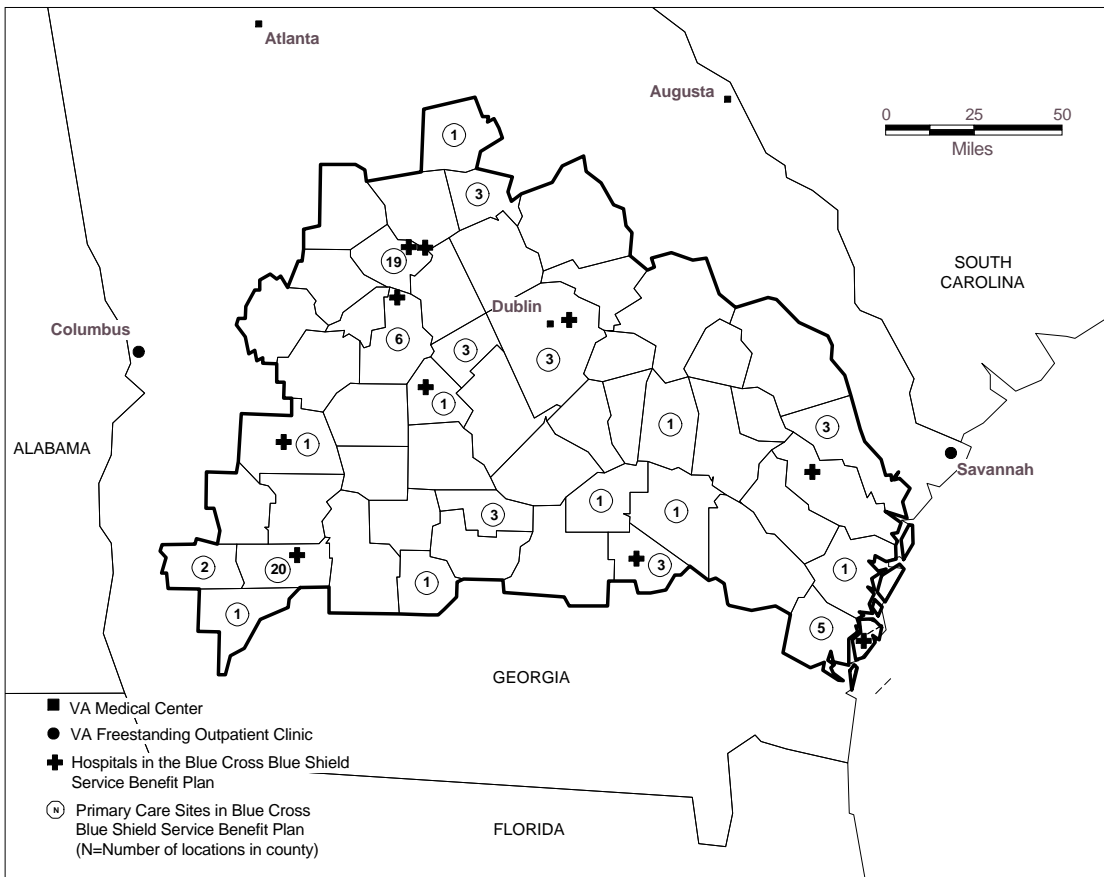 Atlanta
Augusta
0 25 50
Miles
1
3
19
SOUTH
CAROLINA
Dublin
Columbus
6
3
3
1
1
ALABAMA
1
3
Savannah
1
3
1
2
20
1
3
1
1
5
GEORGIA
VA Medical Center
VA Freestanding Outpatient Clinic
Hospitals in the Blue Cross Blue Shield
Service Benefit Plan
N Primary Care Sites in Blue Cross
Blue Shield Service Benefit Plan
(N=Number of locations in county)
FLORIDA